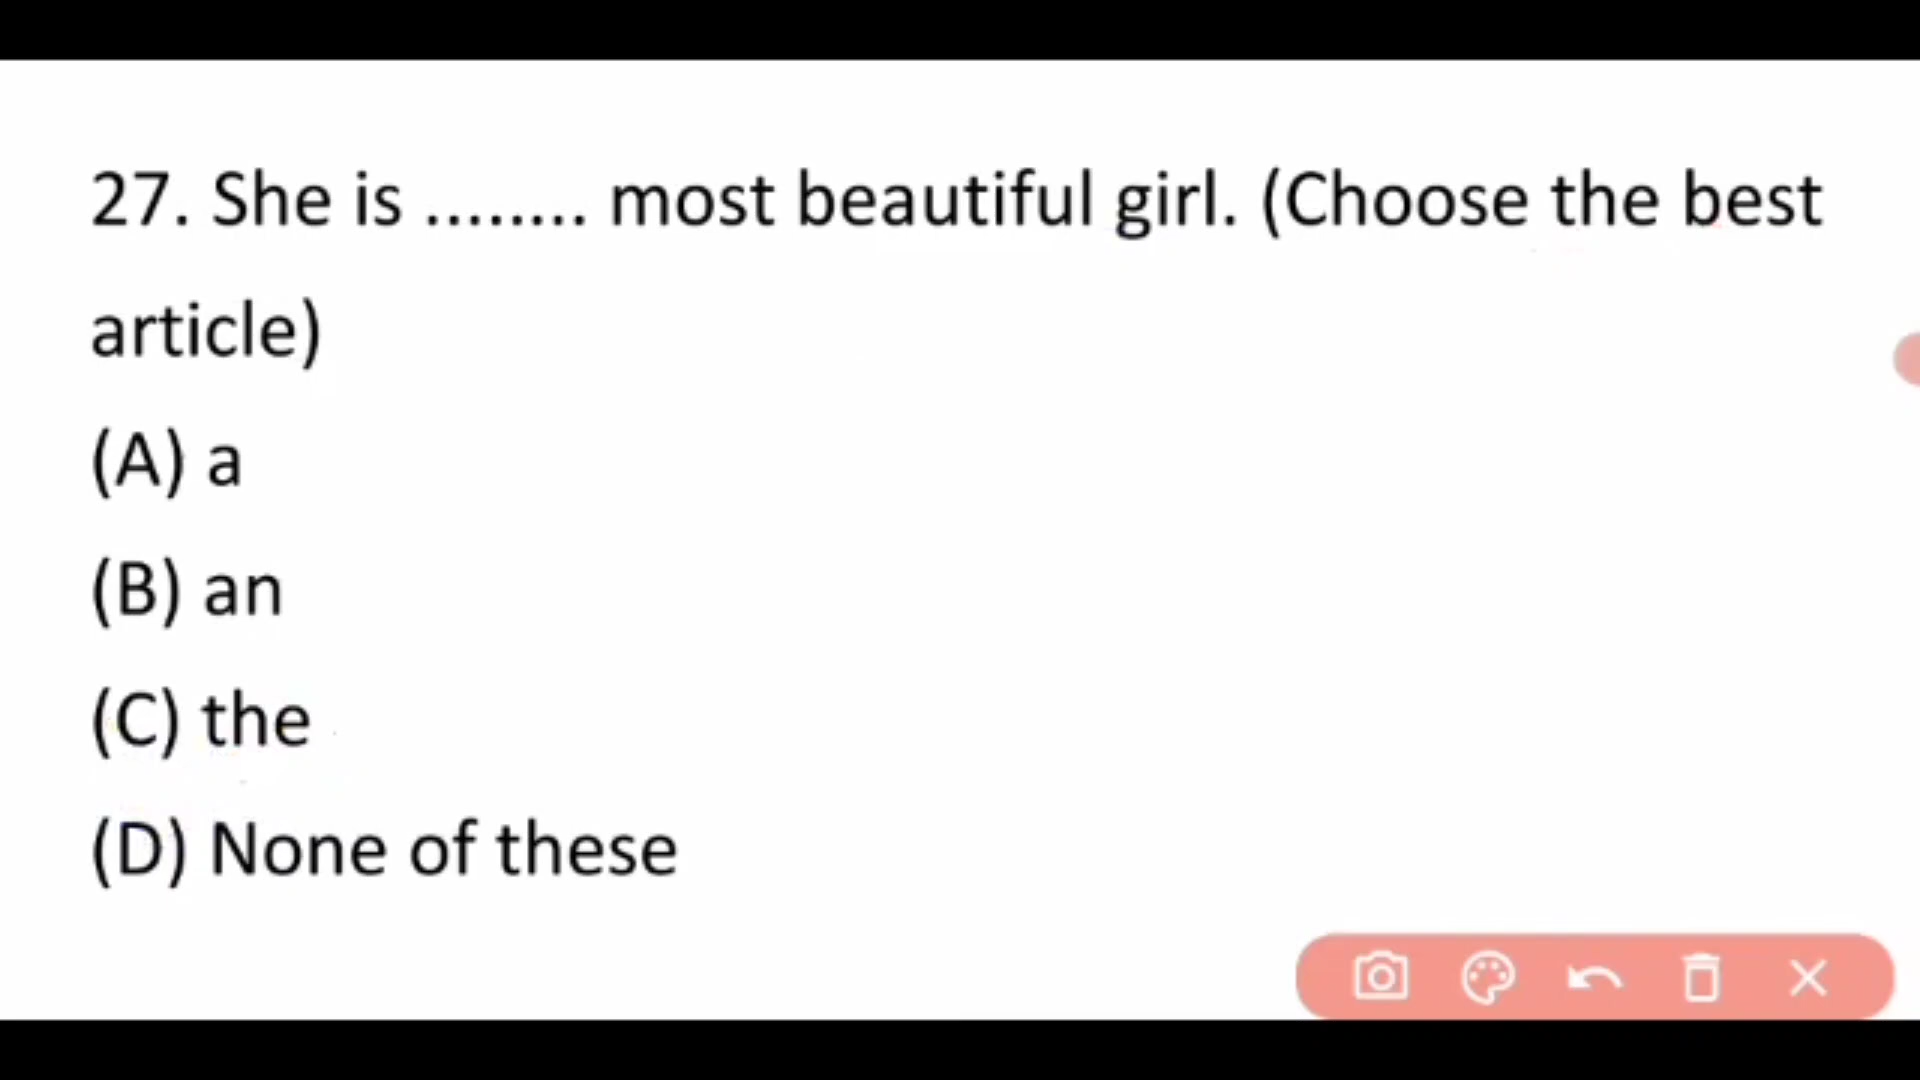 27. She is ........ most beautiful girl. (Choose the best
article)
(A) a
(B) an
(C) the
(D) None of these